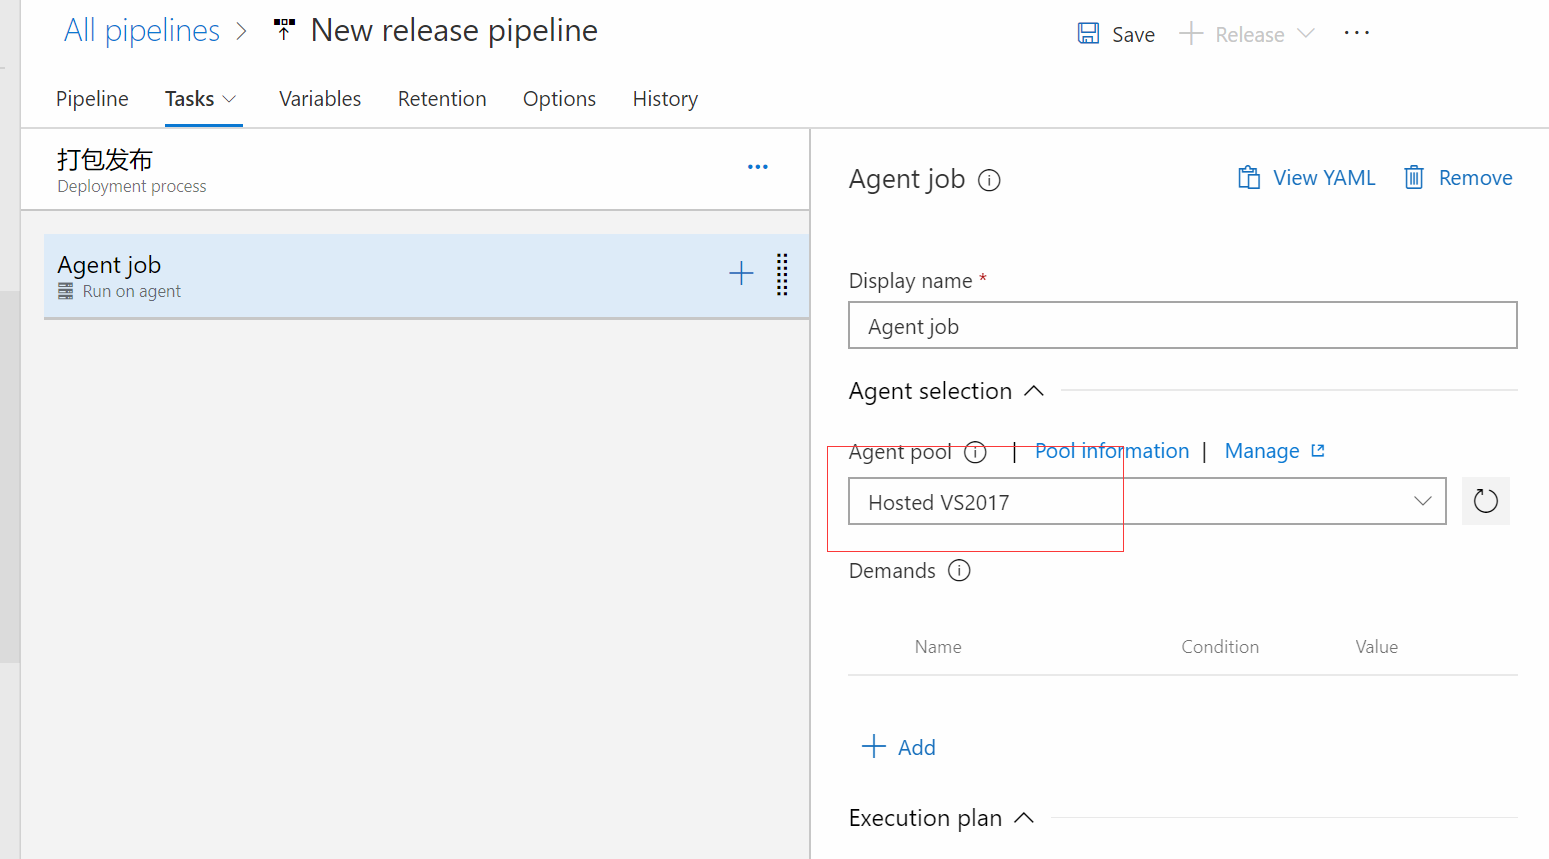 All pipelines > New release pipeline
Save
Release
Pipeline
Tasks
Variables
Retention
Options
History
打包发布
Deployment process
Agent job
Run on agent
Agent job
View YAML
Remove
Display name *
Agent job
Agent selection
Agent pool | Pool information | Manage
Hosted VS2017
Demands
Name
Condition
Value
Add
Execution plan